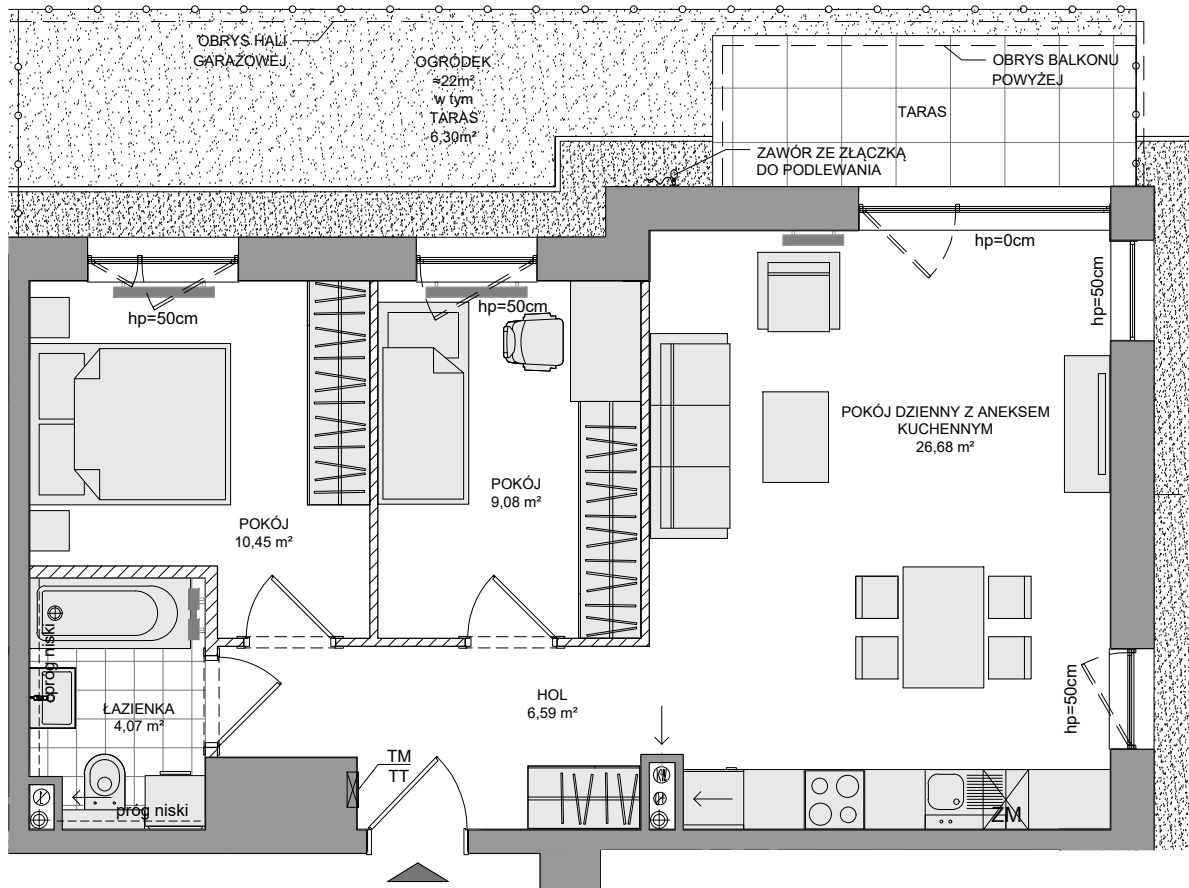 OBRYS HALI
GARAŻOWEJ
OGRÓDEK
≈22m²
w tym
TARAS
6,30m²
OBRYS BALKONU
POWYŻEJ
TARAS
ZAWÓR ZE ZŁĄCZKĄ
DO PODLEWANIA
hp=0cm
hp=50cm
hp=50cm
hp=50cm
POKÓJ DZIENNY Z ANEKSEM
KUCHENNYM
26,68 m²
POKÓJ
9,08 m²
POKÓJ
10,45 m²
próg niski
ŁAZIENKA
4,07 m²
HOL
6,59 m²
hp=50cm
TM
TT
próg niski
ZM